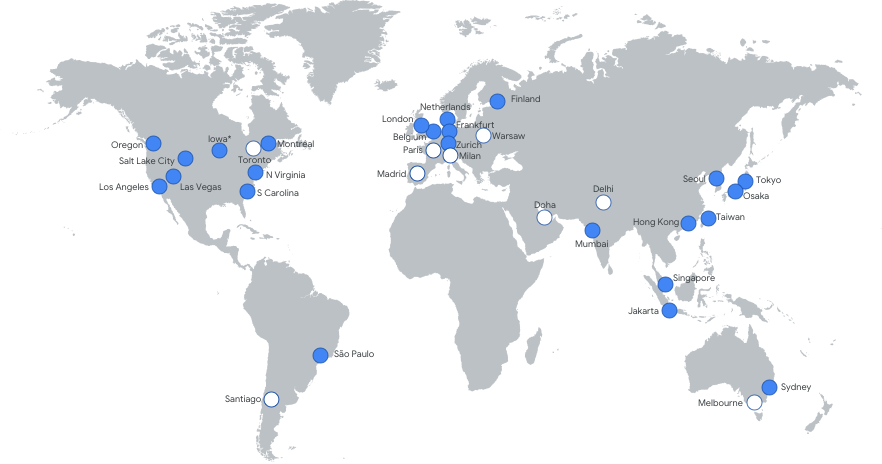 Oregon
Iowa*
Montréal
Salt Lake City
Toronto
N Virginia
Los Angeles
Las Vegas
S Carolina
São Paulo
Santiago
Netherlands
Finland
London
Frankfurt
Belgium
Warsaw
Zurich
Paris
Milan
Madrid
Doha
Delhi
Mumbai
Seoul
Tokyo
Osaka
Hong Kong
Taiwan
Singapore
Jakarta
Sydney
Melbourne